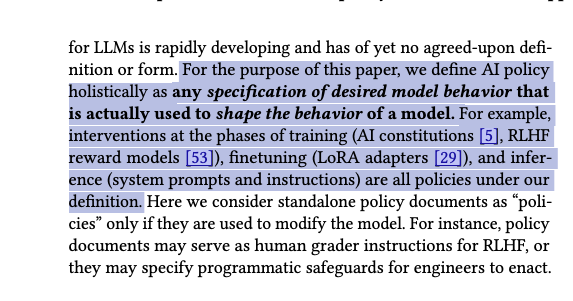 for LLMs is rapidly developing and has of yet no agreed-upon defi-
nition or form. For the purpose of this paper, we define AI policy
holistically as any specification of desired model behavior that
is actually used to shape the behavior of a model. For example,
interventions at the phases of training (AI constitutions [5], RLHF
reward models [53]), finetuning (LoRA adapters [29]), and infer-
ence (system prompts and instructions) are all policies under our
definition. Here we consider standalone policy documents as “poli-
cies” only if they are used to modify the model. For instance, policy
documents may serve as human grader instructions for RLHF, or
they may specify programmatic safeguards for engineers to enact.